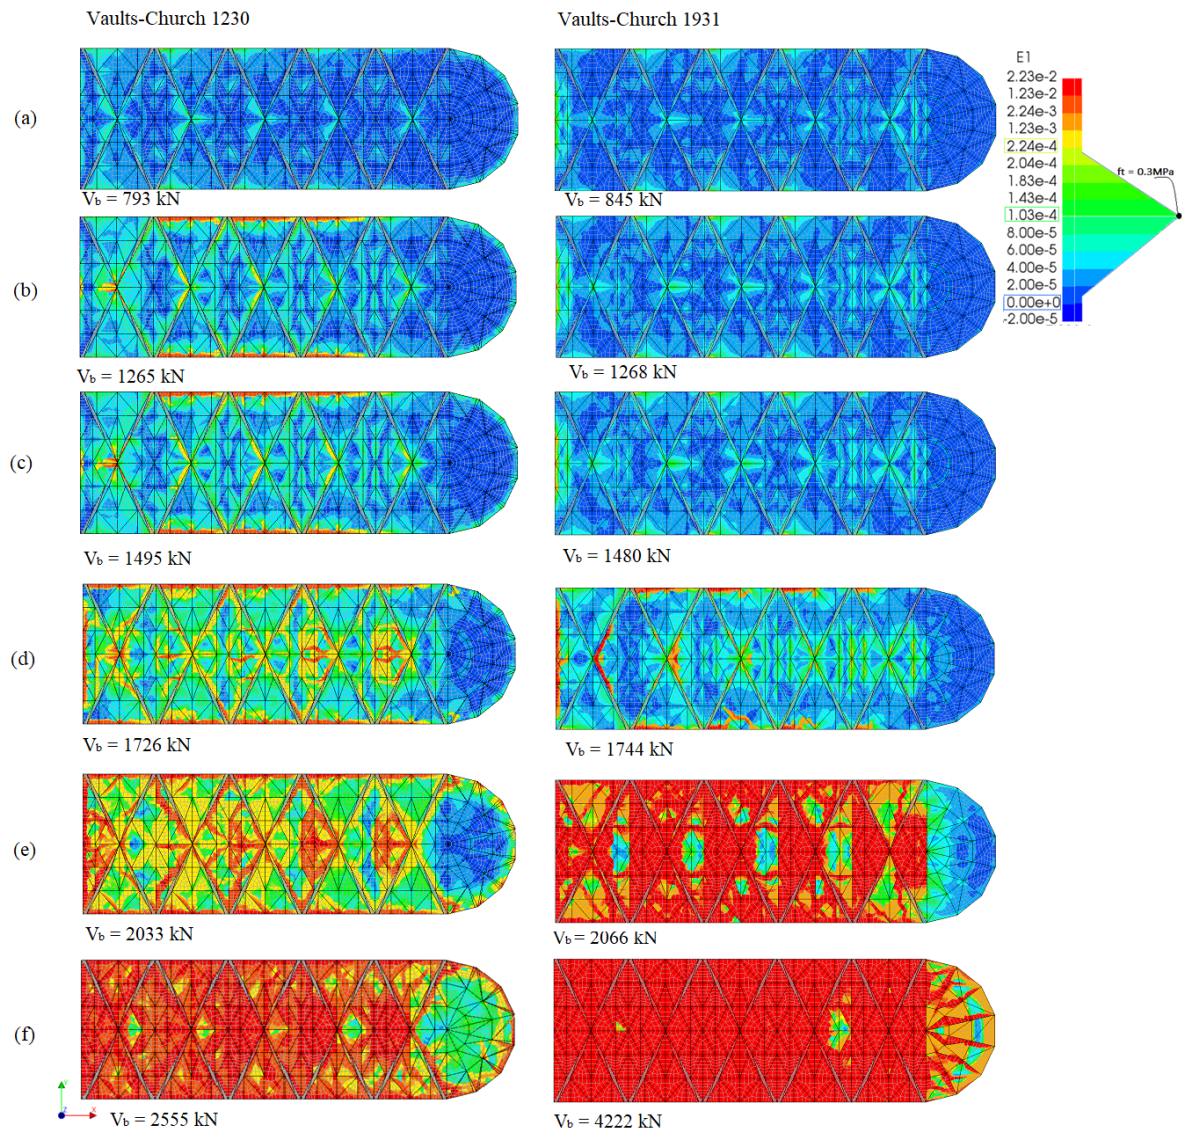 Vaults-Church 1230
Vaults-Church 1931
E1
2.23e-2
1.23e-2
2.24e-3
1.23e-3
2.24e-4
2.04e-4
1.83e-4
1.43e-4
1.03e-4
8.00e-5
6.00e-5
4.00e-5
2.00e-5
0.00e+0
-2.00e-5
ft = 0.3MPa
(a)
Vb = 793 kN
Vb = 845 kN
(b)
Vb = 1265 kN
Vb = 1268 kN
(c)
Vb = 1495 kN
Vb = 1480 kN
(d)
Vb = 1726 kN
Vb = 1744 kN
(e)
Vb = 2033 kN
Vb = 2066 kN
(f)
Y
Z
X
Vb = 2555 kN
Vb = 4222 kN